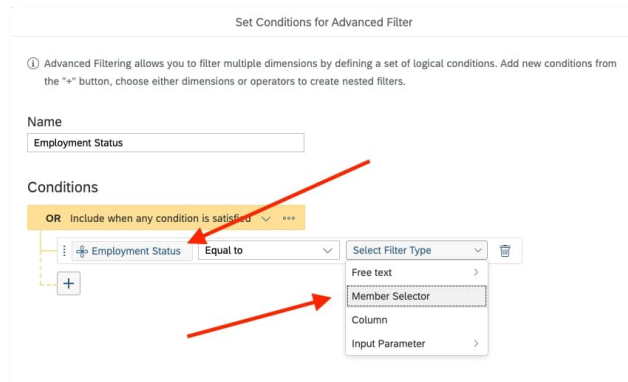 Set Conditions for Advanced Filter
Advanced Filtering allows you to filter multiple dimensions by defining a set of logical conditions. Add new conditions from
the "+" button, choose either dimensions or operators to create nested filters.
Name
Employment Status
Conditions
OR Include when any condition is satisfied
Employment Status Equal to Select Filter Type
Free text
Member Selector
Column
Input Parameter